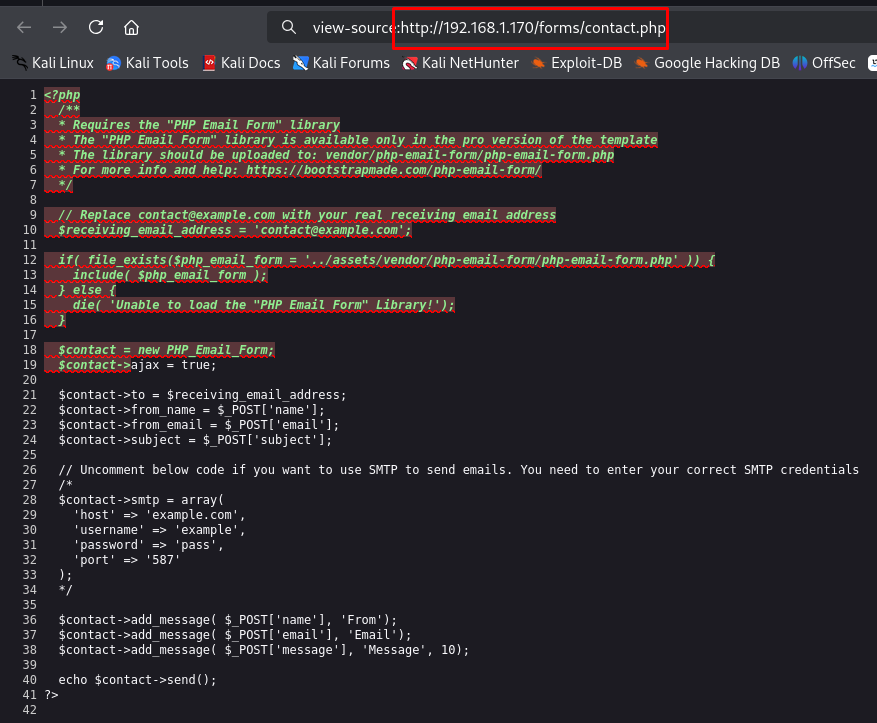 view-source:http://192.168.1.170/forms/contact.php
Kali Linux Kali Tools Kali Docs Kali Forums Kali NetHunter Exploit-DB Google Hacking DB OffSec
1 <?php
2 /**
3 * Requires the "PHP Email Form" library
4 * The "PHP Email Form" library is available only in the pro version of the template
5 * The library should be uploaded to: vendor/php-email-form/php-email-form.php
6 * For more info and help: https://bootstrapmade.com/php-email-form/
7 */
8
9 // Replace contact@example.com with your real receiving email address
10 $receiving_email_address = 'contact@example.com';
11
12 if( file_exists($php_email_form = '../assets/vendor/php-email-form/php-email-form.php' )) {
13 include( $php_email_form );
14 } else {
15 die( 'Unable to load the "PHP Email Form" Library!');
16 }
17
18 $contact = new PHP_Email_Form;
19 $contact->ajax = true;
20
21 $contact->to = $receiving_email_address;
22 $contact->from_name = $_POST['name'];
23 $contact->from_email = $_POST['email'];
24 $contact->subject = $_POST['subject'];
25
26 // Uncomment below code if you want to use SMTP to send emails. You need to enter your correct SMTP credentials
27 /*
28 $contact->smtp = array(
29 'host' => 'example.com',
30 'username' => 'example',
31 'password' => 'pass',
32 'port' => '587'
33 );
34 */
35
36 $contact->add_message( $_POST['name'], 'From');
37 $contact->add_message( $_POST['email'], 'Email');
38 $contact->add_message( $_POST['message'], 'Message', 10);
39
40 echo $contact->send();
41 ?>
42